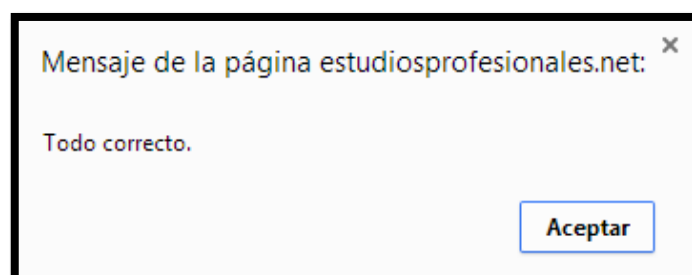 Mensaje de la página estudiosprofesionales.net:
Todo correcto.
Aceptar